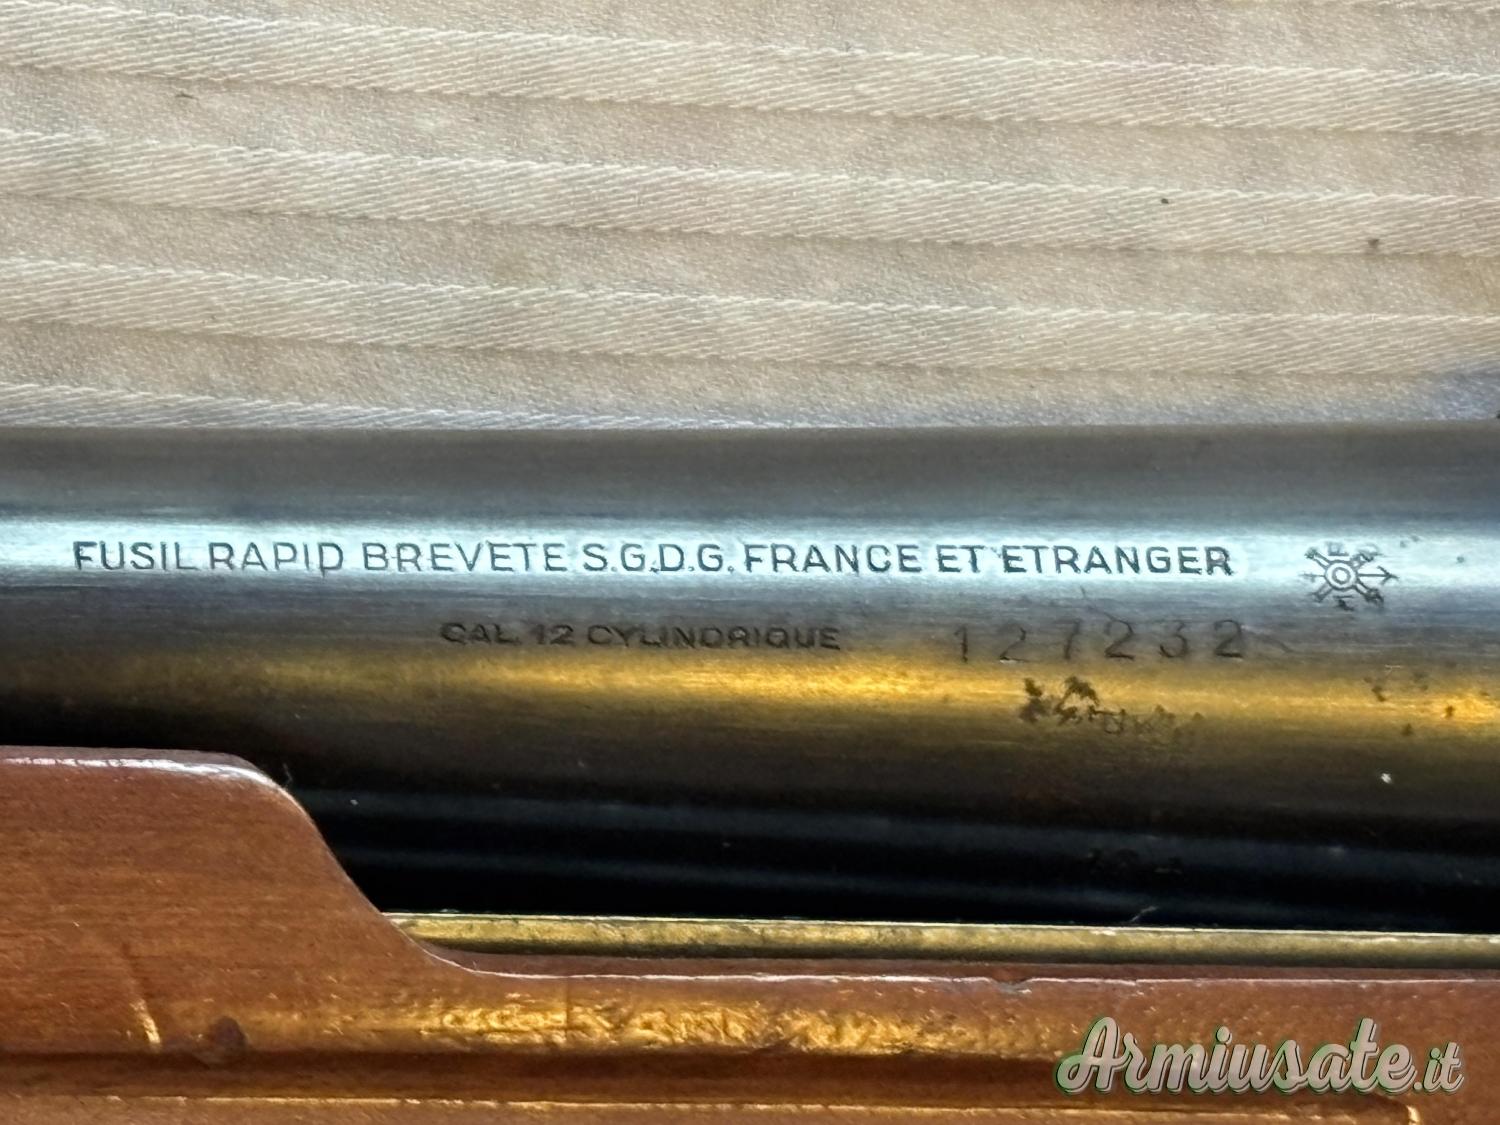 FUSIL RAPID BREVETE S.G.D.G. FRANCE ET ETRANGER
CAL. 12 CYLINDRIQUE 127232
Armiusate.it